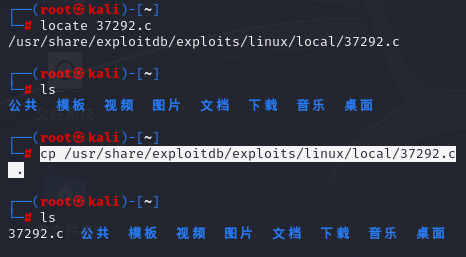 ┌──(root㉿kali)-[~]
└─# locate 37292.c
/usr/share/exploitdb/exploits/linux/local/37292.c
┌──(root㉿kali)-[~]
└─# ls
公共 模板 视频 图片 文档 下载 音乐 桌面
┌──(root㉿kali)-[~]
└─# cp /usr/share/exploitdb/exploits/linux/local/37292.c
.
┌──(root㉿kali)-[~]
└─# ls
37292.c 公共 模板 视频 图片 文档 下载 音乐 桌面